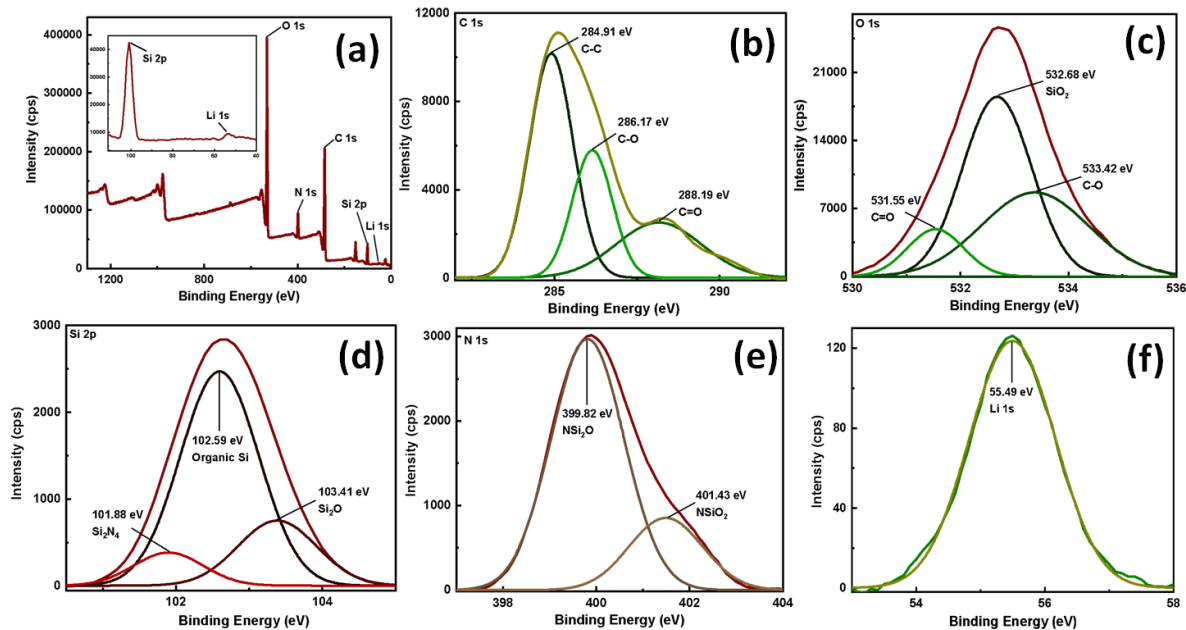 (a)
400000
300000
200000
100000
0
Intensity (cps)
1200
800
400
0
Binding Energy (eV)
O 1s
C 1s
N 1s
Si 2p
Li 1s
40000
30000
20000
10000
100
80
60
40
Si 2p
Li 1s
C 1s
(b)
12000
9000
6000
3000
0
Intensity (cps)
284.91 eV
C-C
286.17 eV
C-O
288.19 eV
C=O
285
290
Binding Energy (eV)
O 1s
(c)
21000
14000
7000
0
Intensity (cps)
532.68 eV
SiO₂
533.42 eV
C-O
531.55 eV
C=O
530
532
534
536
Binding Energy (eV)
Si 2p
(d)
3000
2000
1000
0
Intensity (cps)
102.59 eV
Organic Si
103.41 eV
Si₂O
101.88 eV
Si₂N₄
102
104
Binding Energy (eV)
N 1s
(e)
3000
2000
1000
0
Intensity (cps)
399.82 eV
NSi₂O
401.43 eV
NSiO₂
398
400
402
404
Binding Energy (eV)
(f)
120
80
40
0
Intensity (cps)
55.49 eV
Li 1s
54
56
58
Binding Energy (eV)